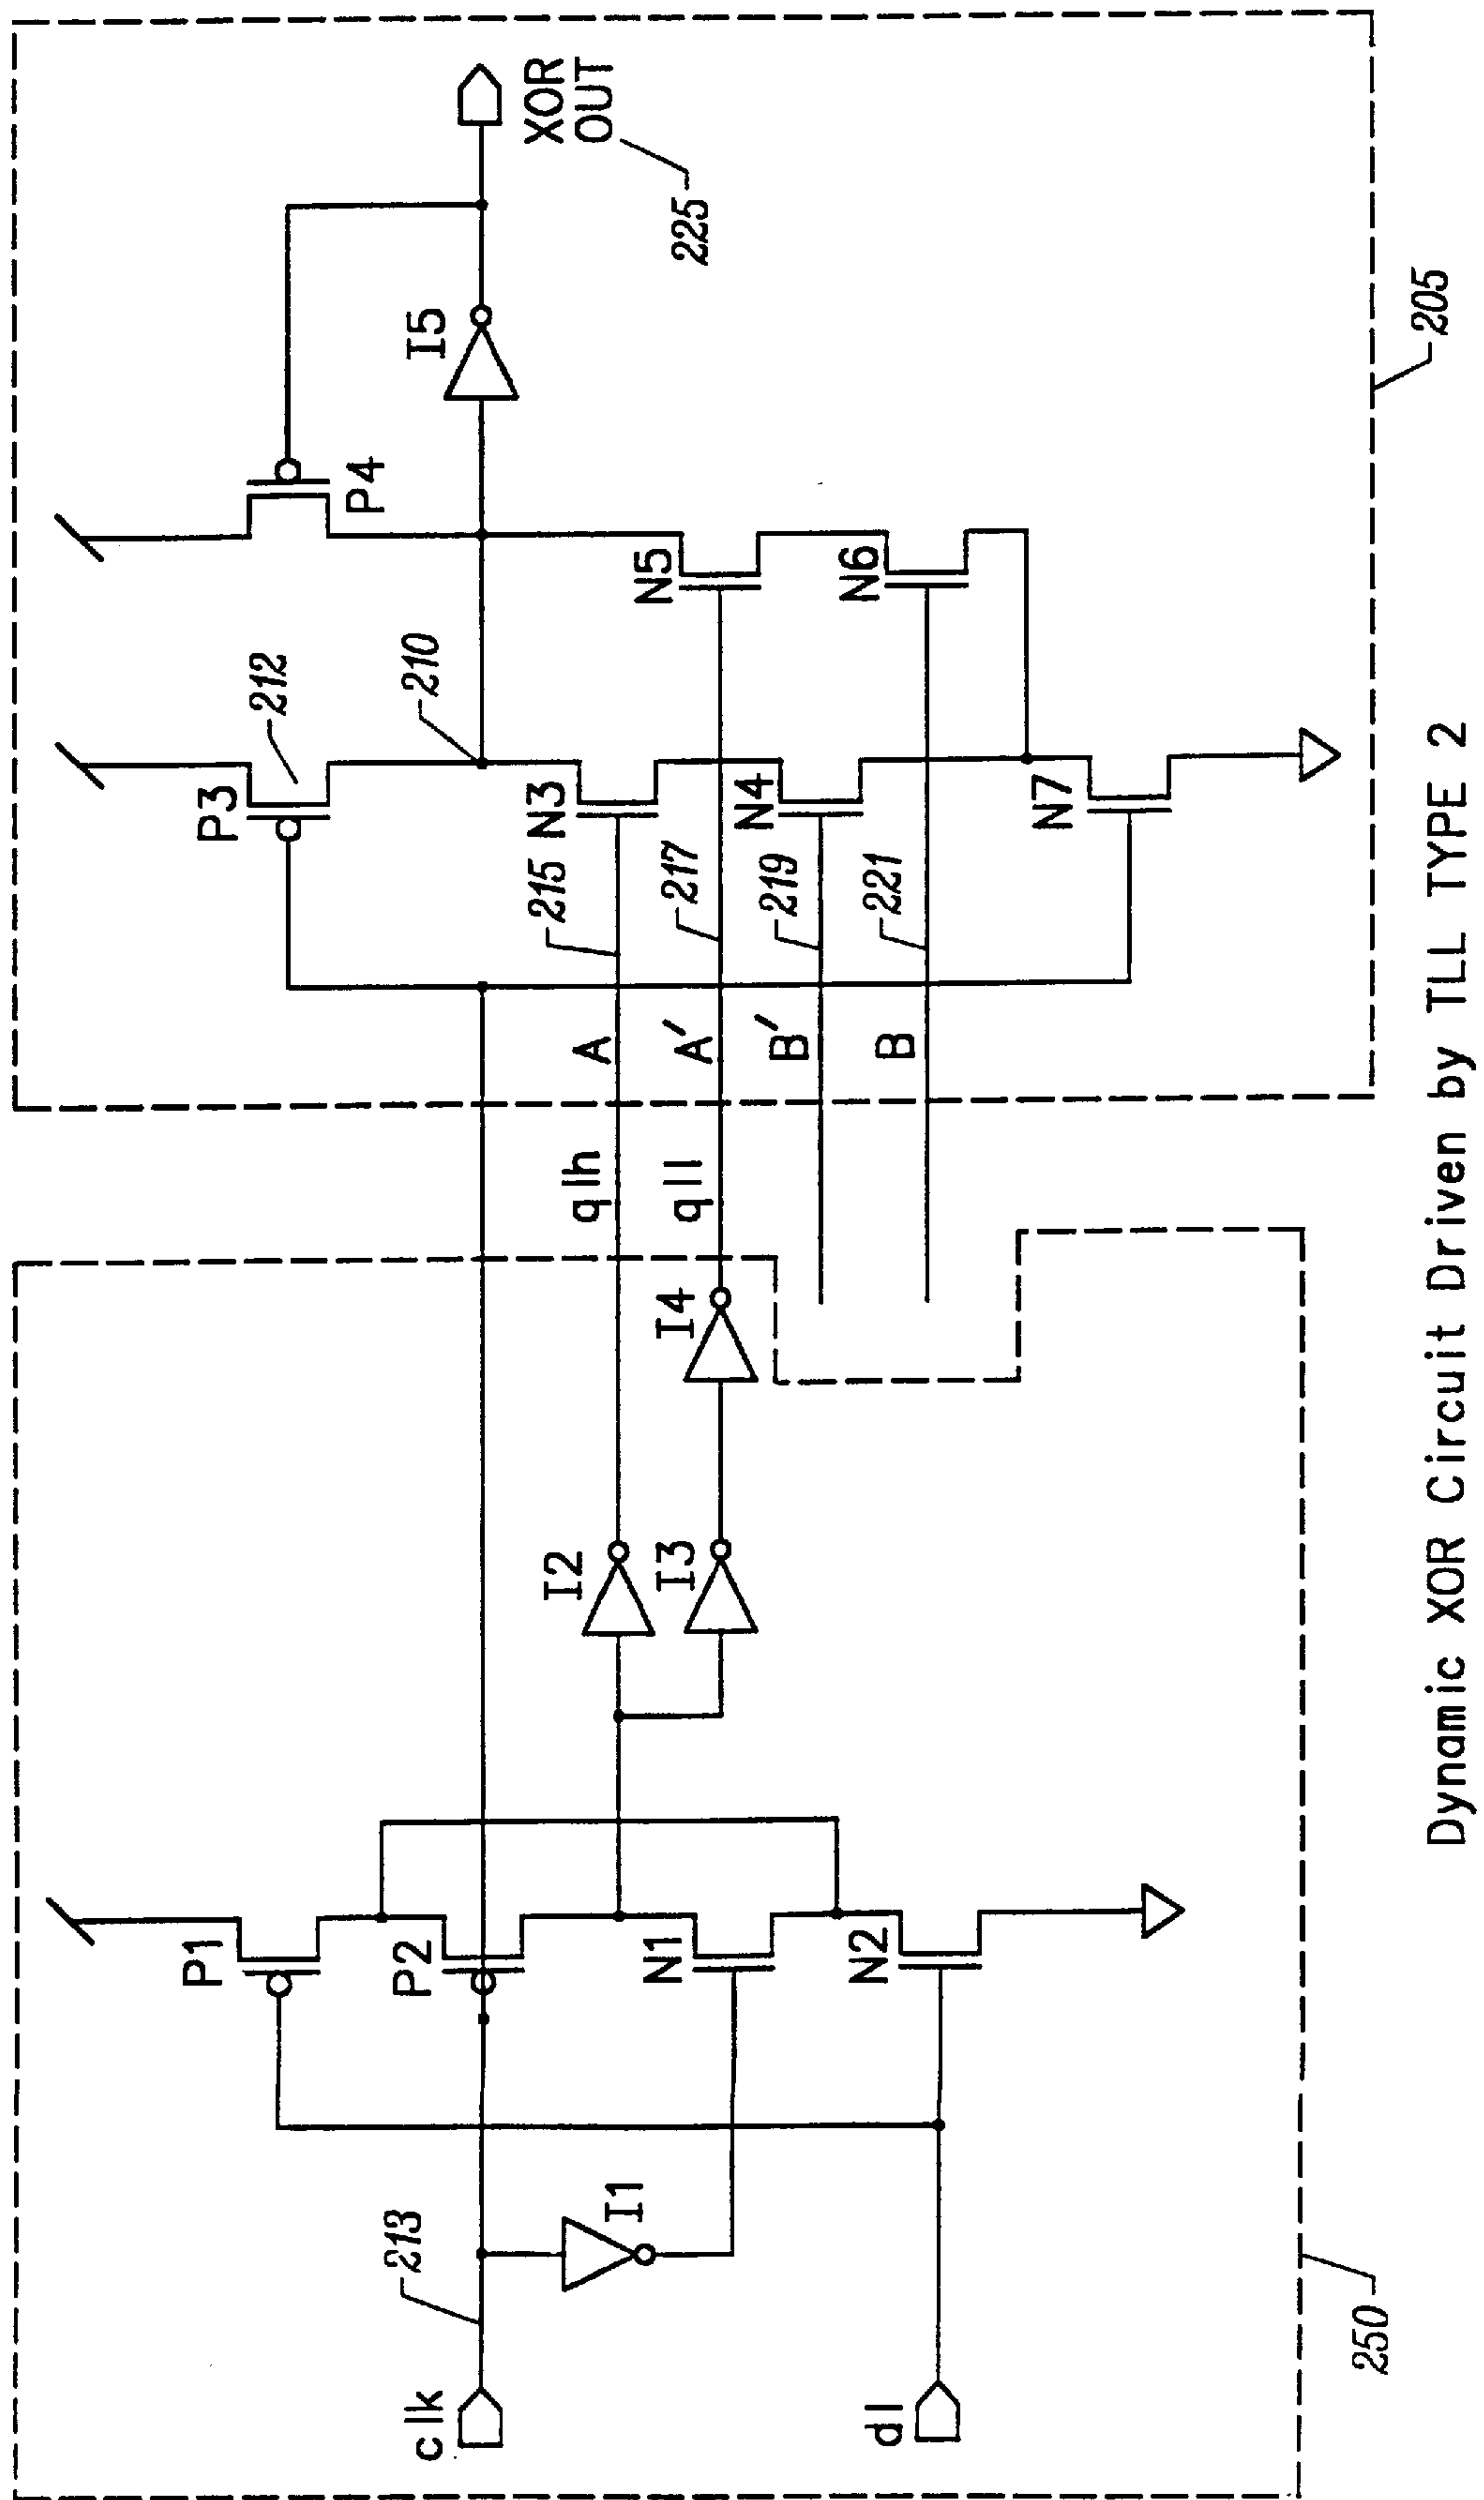 clk
213
I1
dl
250
P1
P2
N1
N2
I2
I3
I4
qlh
qll
A
A'
B'
B
215
217
219
221
P3
212
210
N3
N4
N7
P4
N5
N6
I5
XOR
OUT
225
205
Dynamic XOR Circuit Driven by TLL TYPE 2